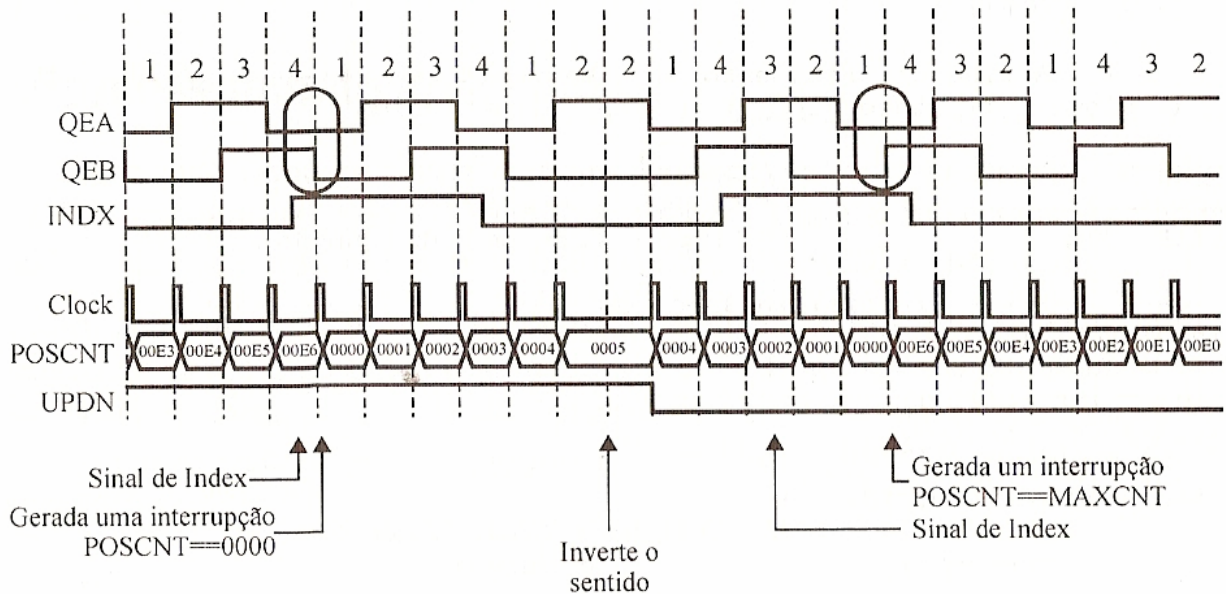 1 2 3 4 1 2 3 4 1 2 2 1 4 3 2 1 4 3 2 1 4 3 2
QEA
QEB
INDX
Clock
POSCNT 00E3 00E4 00E5 00E6 0000 0001 0002 0003 0004 0005 0004 0003 0002 0001 0000 00E6 00E5 00E4 00E3 00E2 00E1 00E0
UPDN
Sinal de Index
Gerada uma interrupção
POSCNT==0000
Inverte o
sentido
Gerada um interrupção
POSCNT==MAXCNT
Sinal de Index